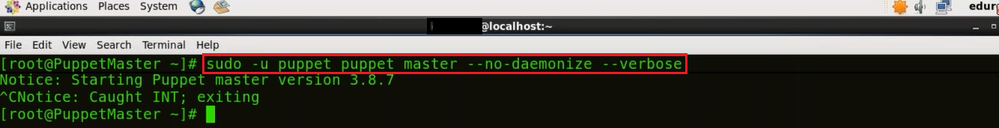 Applications Places System edur
@localhost:~
File Edit View Search Terminal Help
[root@PuppetMaster ~]# sudo -u puppet puppet master --no-daemonize --verbose
Notice: Starting Puppet master version 3.8.7
^CNotice: Caught INT; exiting
[root@PuppetMaster ~]#